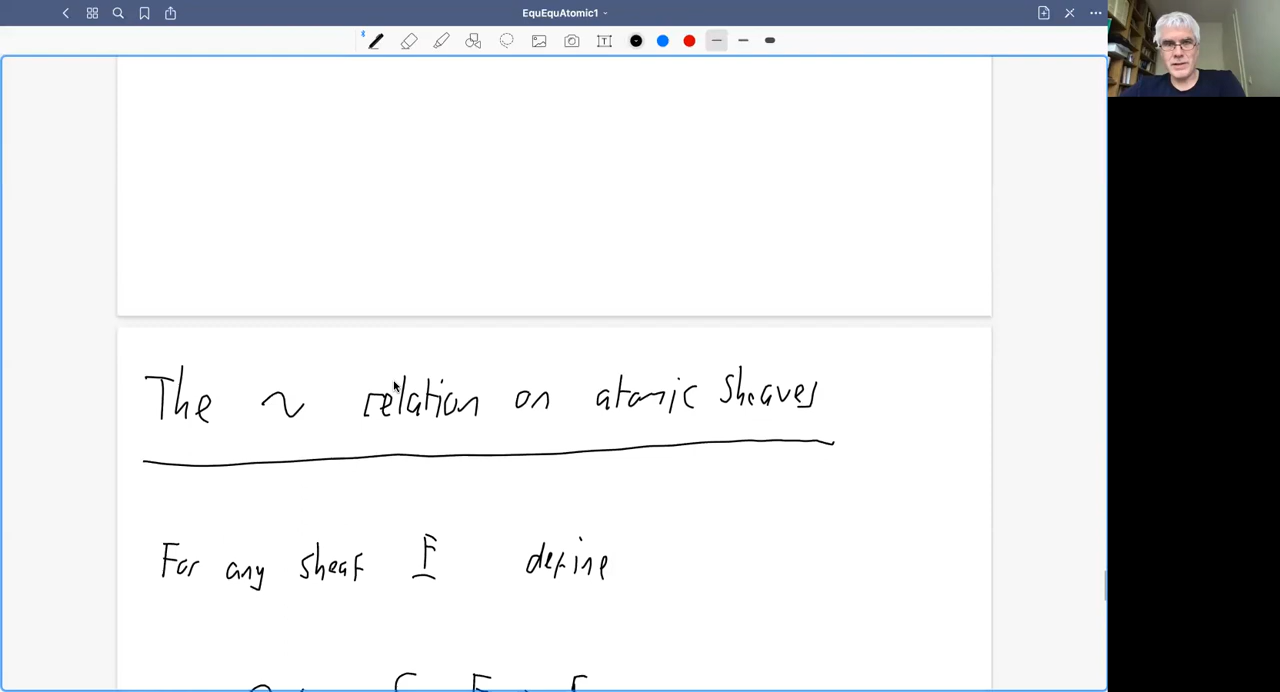 EquEquAtomic1
The ~ relation on atomic sheaves
For any sheaf F define